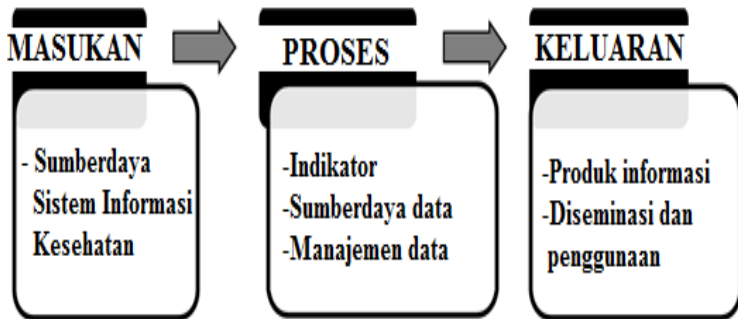 MASUKAN
- Sumberdaya
Sistem Informasi
Kesehatan
PROSES
-Indikator
-Sumberdaya data
-Manajemen data
KELUARAN
-Produk informasi
-Diseminasi dan
penggunaan